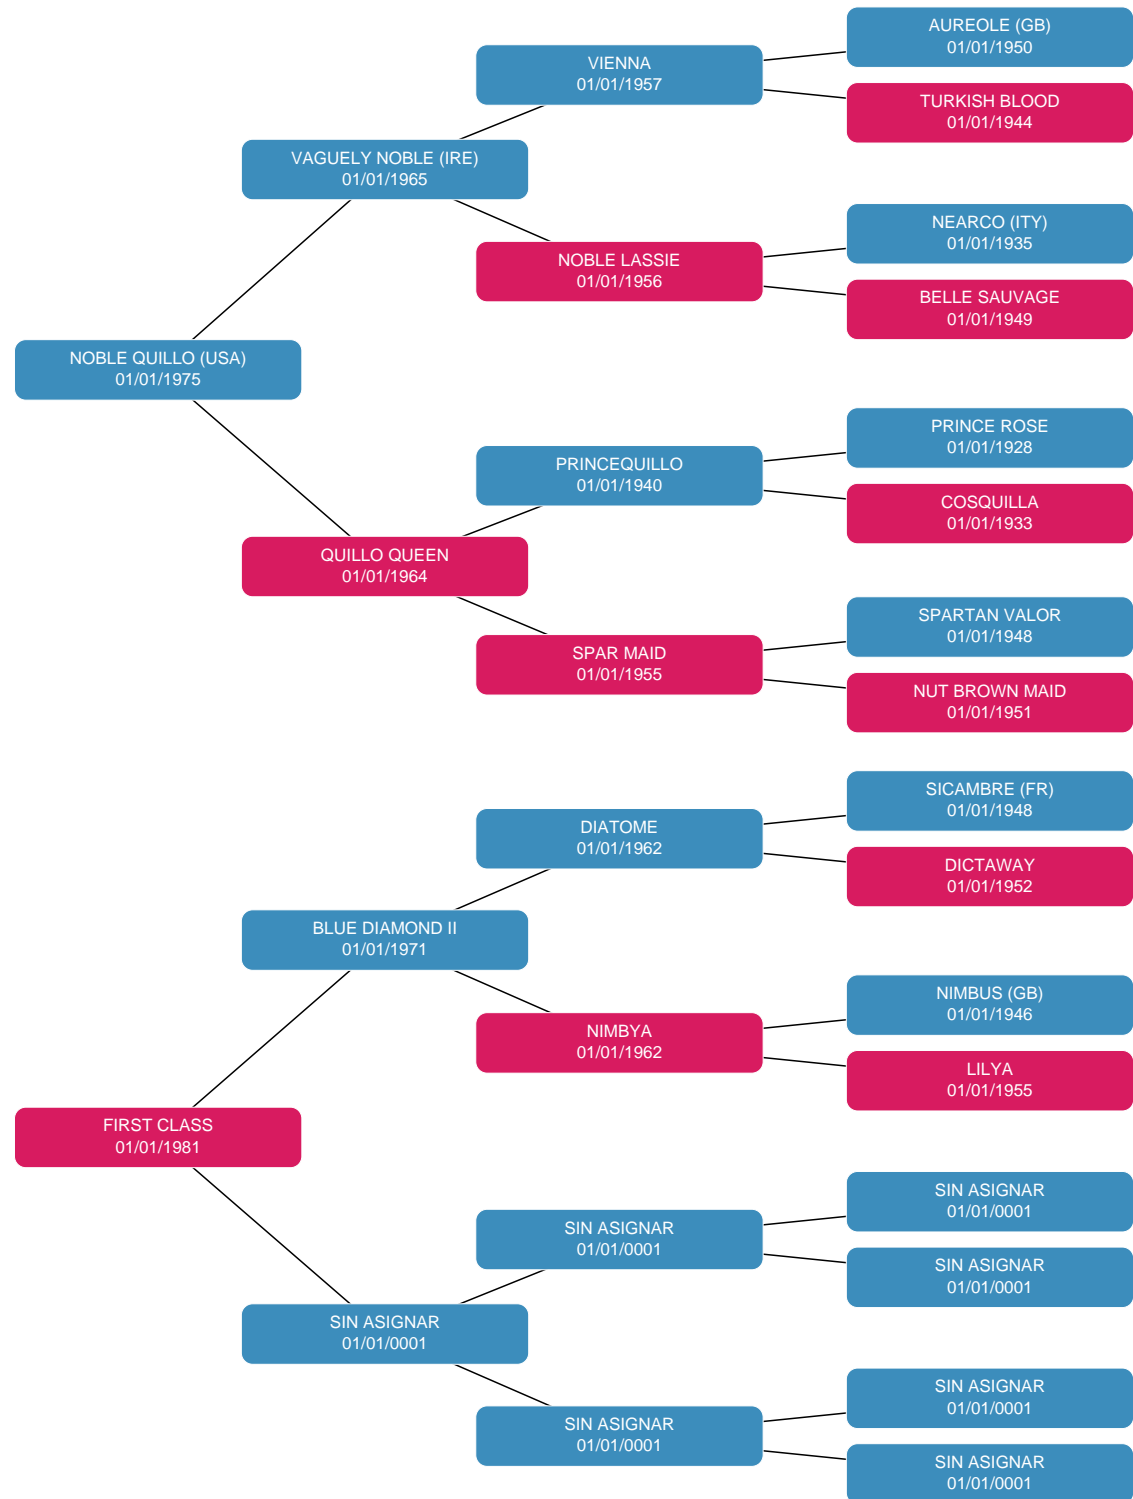 AUREOLE (GB)
01/01/1950
VIENNA
01/01/1957
TURKISH BLOOD
01/01/1944
VAGUELY NOBLE (IRE)
01/01/1965
NEARCO (ITY)
01/01/1935
NOBLE LASSIE
01/01/1956
BELLE SAUVAGE
01/01/1949
NOBLE QUILLO (USA)
01/01/1975
PRINCE ROSE
01/01/1928
PRINCEQUILLO
01/01/1940
COSQUILLA
01/01/1933
QUILLO QUEEN
01/01/1964
SPARTAN VALOR
01/01/1948
SPAR MAID
01/01/1955
NUT BROWN MAID
01/01/1951
SICAMBRE (FR)
01/01/1948
DIATOME
01/01/1962
DICTAWAY
01/01/1952
BLUE DIAMOND II
01/01/1971
NIMBUS (GB)
01/01/1946
NIMBYA
01/01/1962
LILYA
01/01/1955
FIRST CLASS
01/01/1981
SIN ASIGNAR
01/01/0001
SIN ASIGNAR
01/01/0001
SIN ASIGNAR
01/01/0001
SIN ASIGNAR
01/01/0001
SIN ASIGNAR
01/01/0001
SIN ASIGNAR
01/01/0001
SIN ASIGNAR
01/01/0001